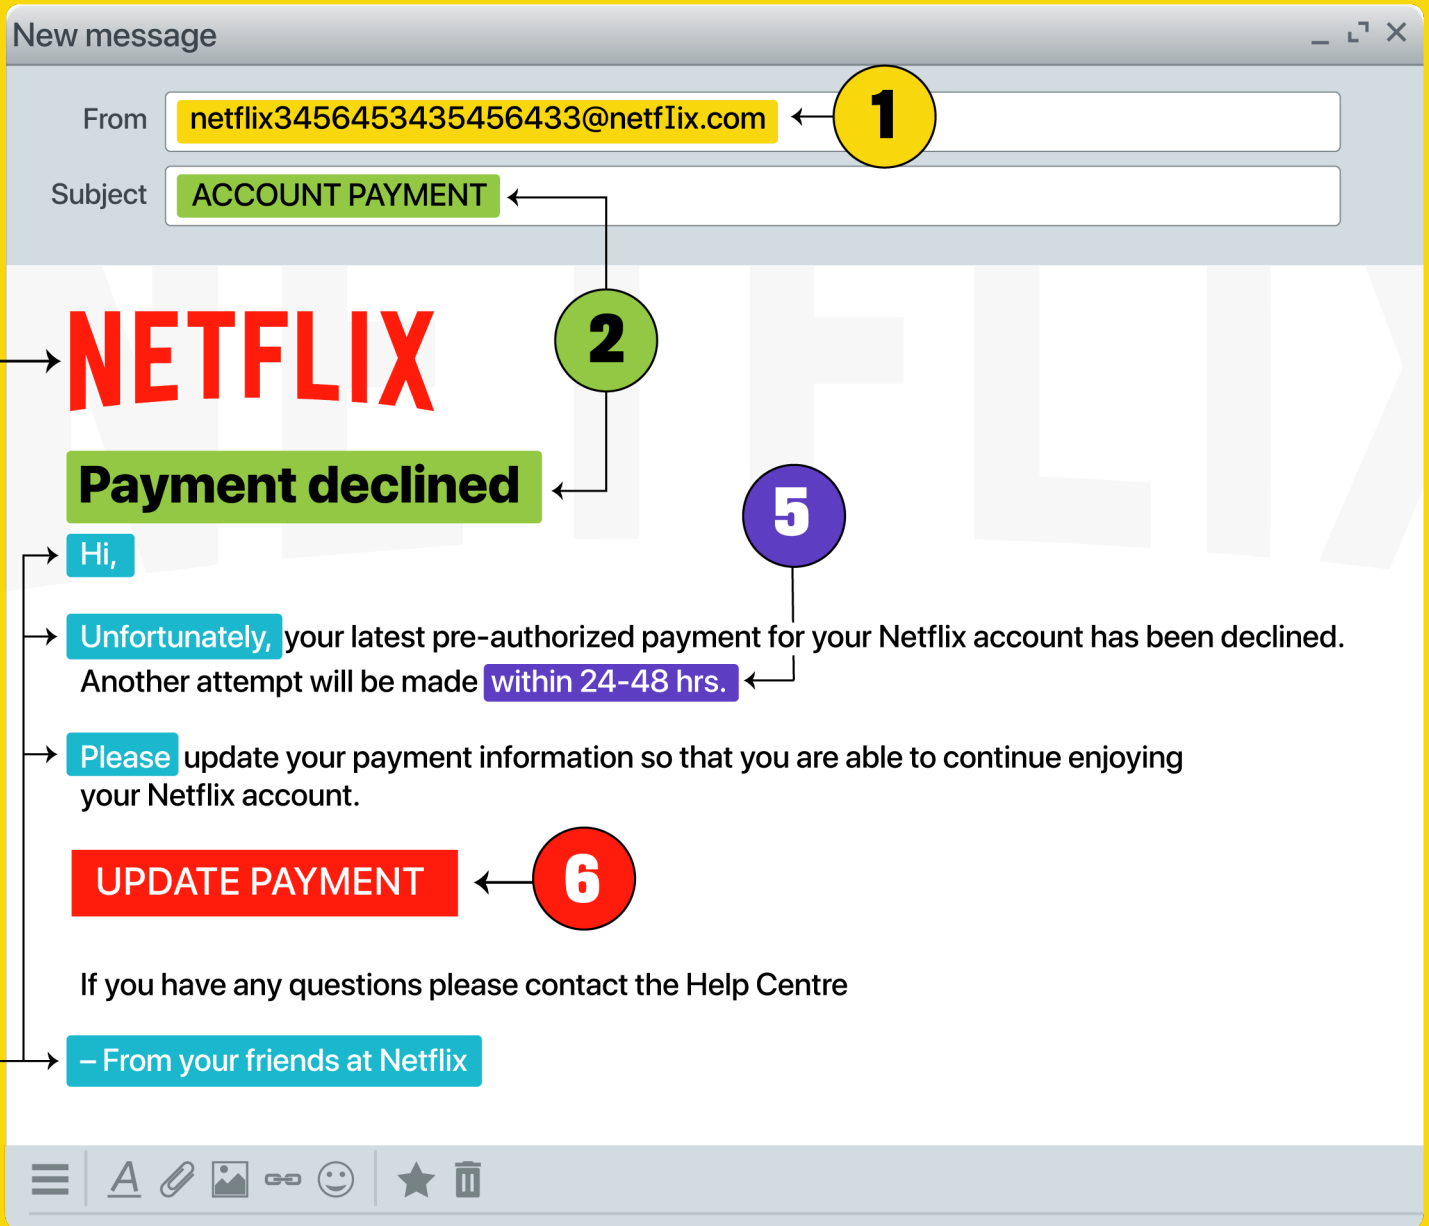 New message
From netflix3456453435456433@netfIix.com
1
Subject ACCOUNT PAYMENT
NETFLIX
NETFLIX
2
Payment declined
5
Hi,
Unfortunately, your latest pre-authorized payment for your Netflix account has been declined.
Another attempt will be made within 24-48 hrs.
Please update your payment information so that you are able to continue enjoying
your Netflix account.
UPDATE PAYMENT
6
If you have any questions please contact the Help Centre
– From your friends at Netflix
A